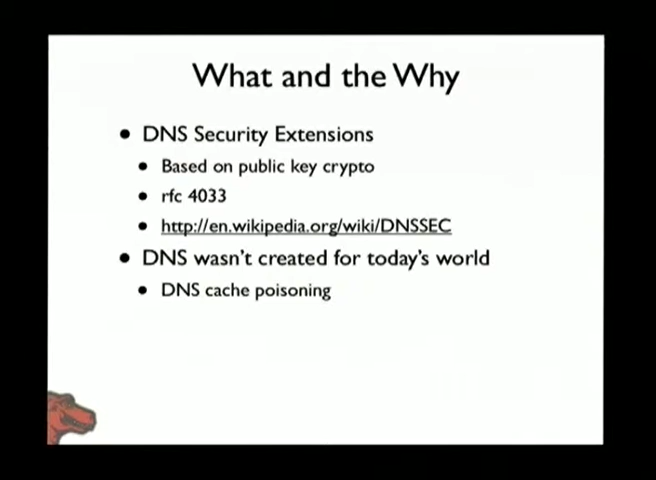 What and the Why
• DNS Security Extensions
• Based on public key crypto
• rfc 4033
• http://en.wikipedia.org/wiki/DNSSEC
• DNS wasn't created for today's world
• DNS cache poisoning